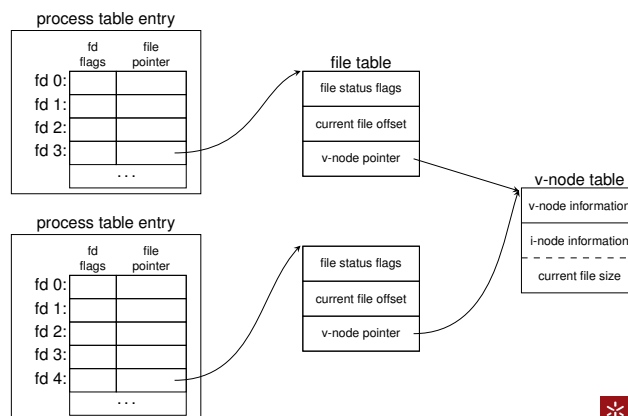 process table entry
fd flags
file pointer
fd 0:
fd 1:
fd 2:
fd 3:
...
file table
file status flags
current file offset
v-node pointer
v-node table
v-node information
i-node information
current file size
process table entry
fd flags
file pointer
fd 0:
fd 1:
fd 2:
fd 3:
fd 4:
...
file status flags
current file offset
v-node pointer